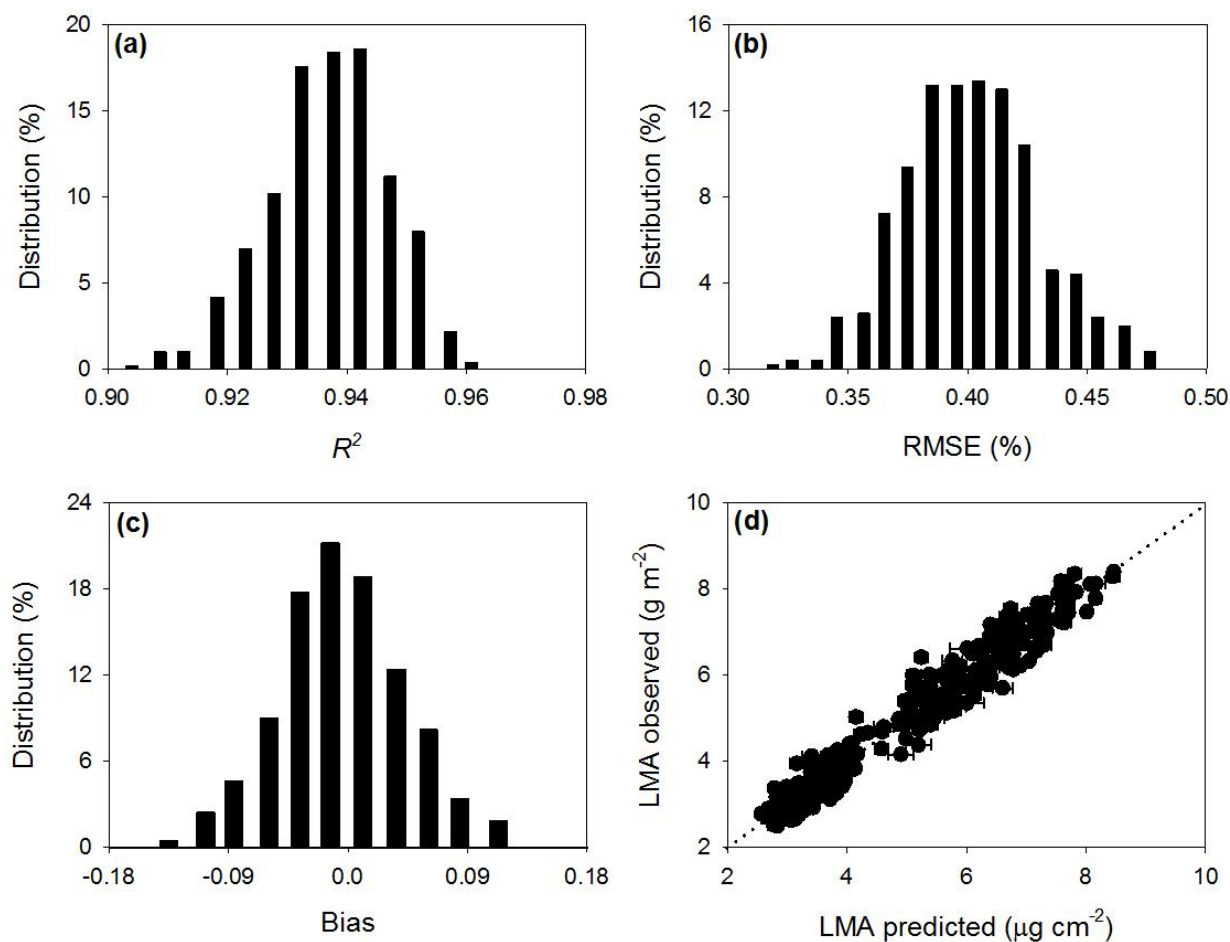 (a)
20
15
10
5
0
Distribution (%)
0.90 0.92 0.94 0.96 0.98
R²
(b)
16
12
8
4
0
Distribution (%)
0.30 0.35 0.40 0.45 0.50
RMSE (%)
(c)
24
18
12
6
0
Distribution (%)
-0.18 -0.09 0.0 0.09 0.18
Bias
(d)
10
8
6
4
2
LMA observed (g m⁻²)
2 4 6 8 10
LMA predicted (µg cm⁻²)